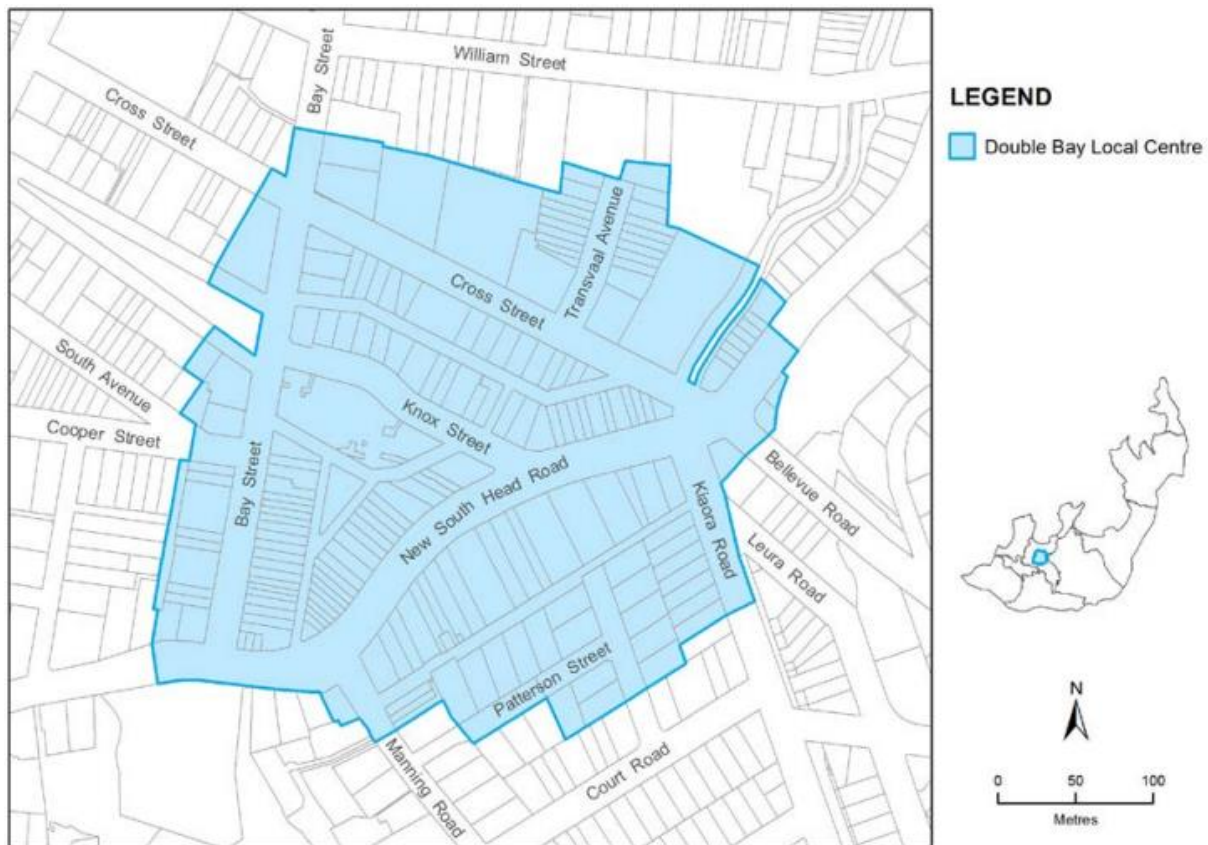 William Street
Bay Street
Cross Street
LEGEND
Double Bay Local Centre
Transvaal Avenue
Cross Street
South Avenue
Cooper Street
Knox Street
Bay Street
New South Head Road
Bellevue Road
Kiaora Road
Leura Road
Patterson Street
Manning Road
Court Road
N
0 50 100
Metres